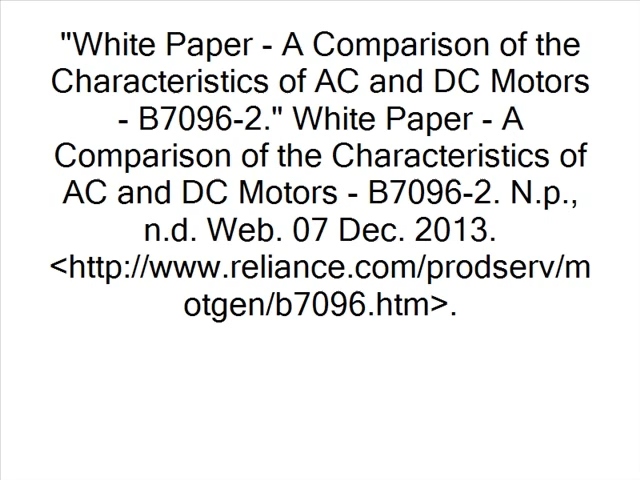 "White Paper - A Comparison of the
Characteristics of AC and DC Motors
- B7096-2." White Paper - A
Comparison of the Characteristics of
AC and DC Motors - B7096-2. N.p.,
n.d. Web. 07 Dec. 2013.
<http://www.reliance.com/prodserv/m
otgen/b7096.htm>.